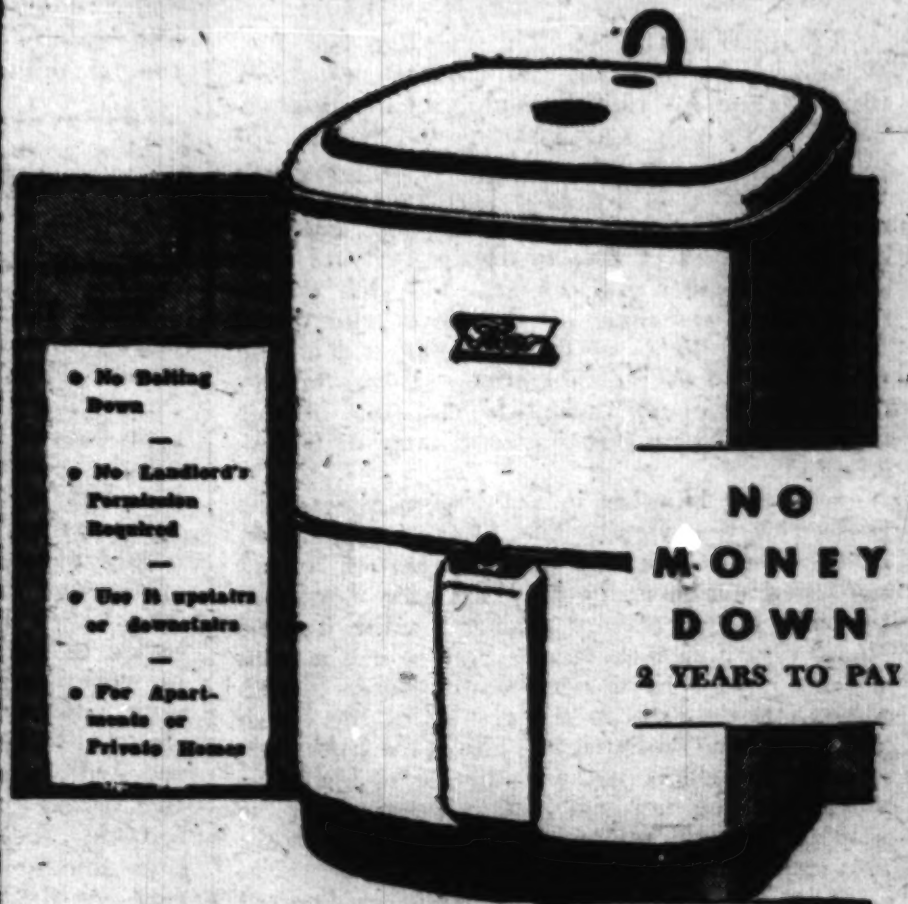 • No Bolting
Down
—
• No Landlord's
Permission
Required
—
• Use it upstairs
or downstairs
—
• For Apart-
ments or
Private Homes
NO
MONEY
DOWN
2 YEARS TO PAY